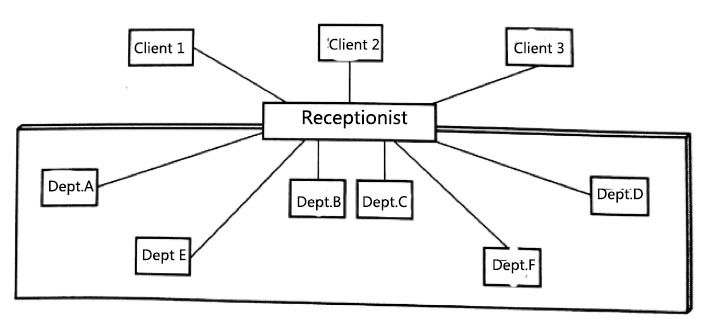 Client 1
Client 2
Client 3
Receptionist
Dept.A
Dept.B
Dept.C
Dept.D
Dept E
Dept.F